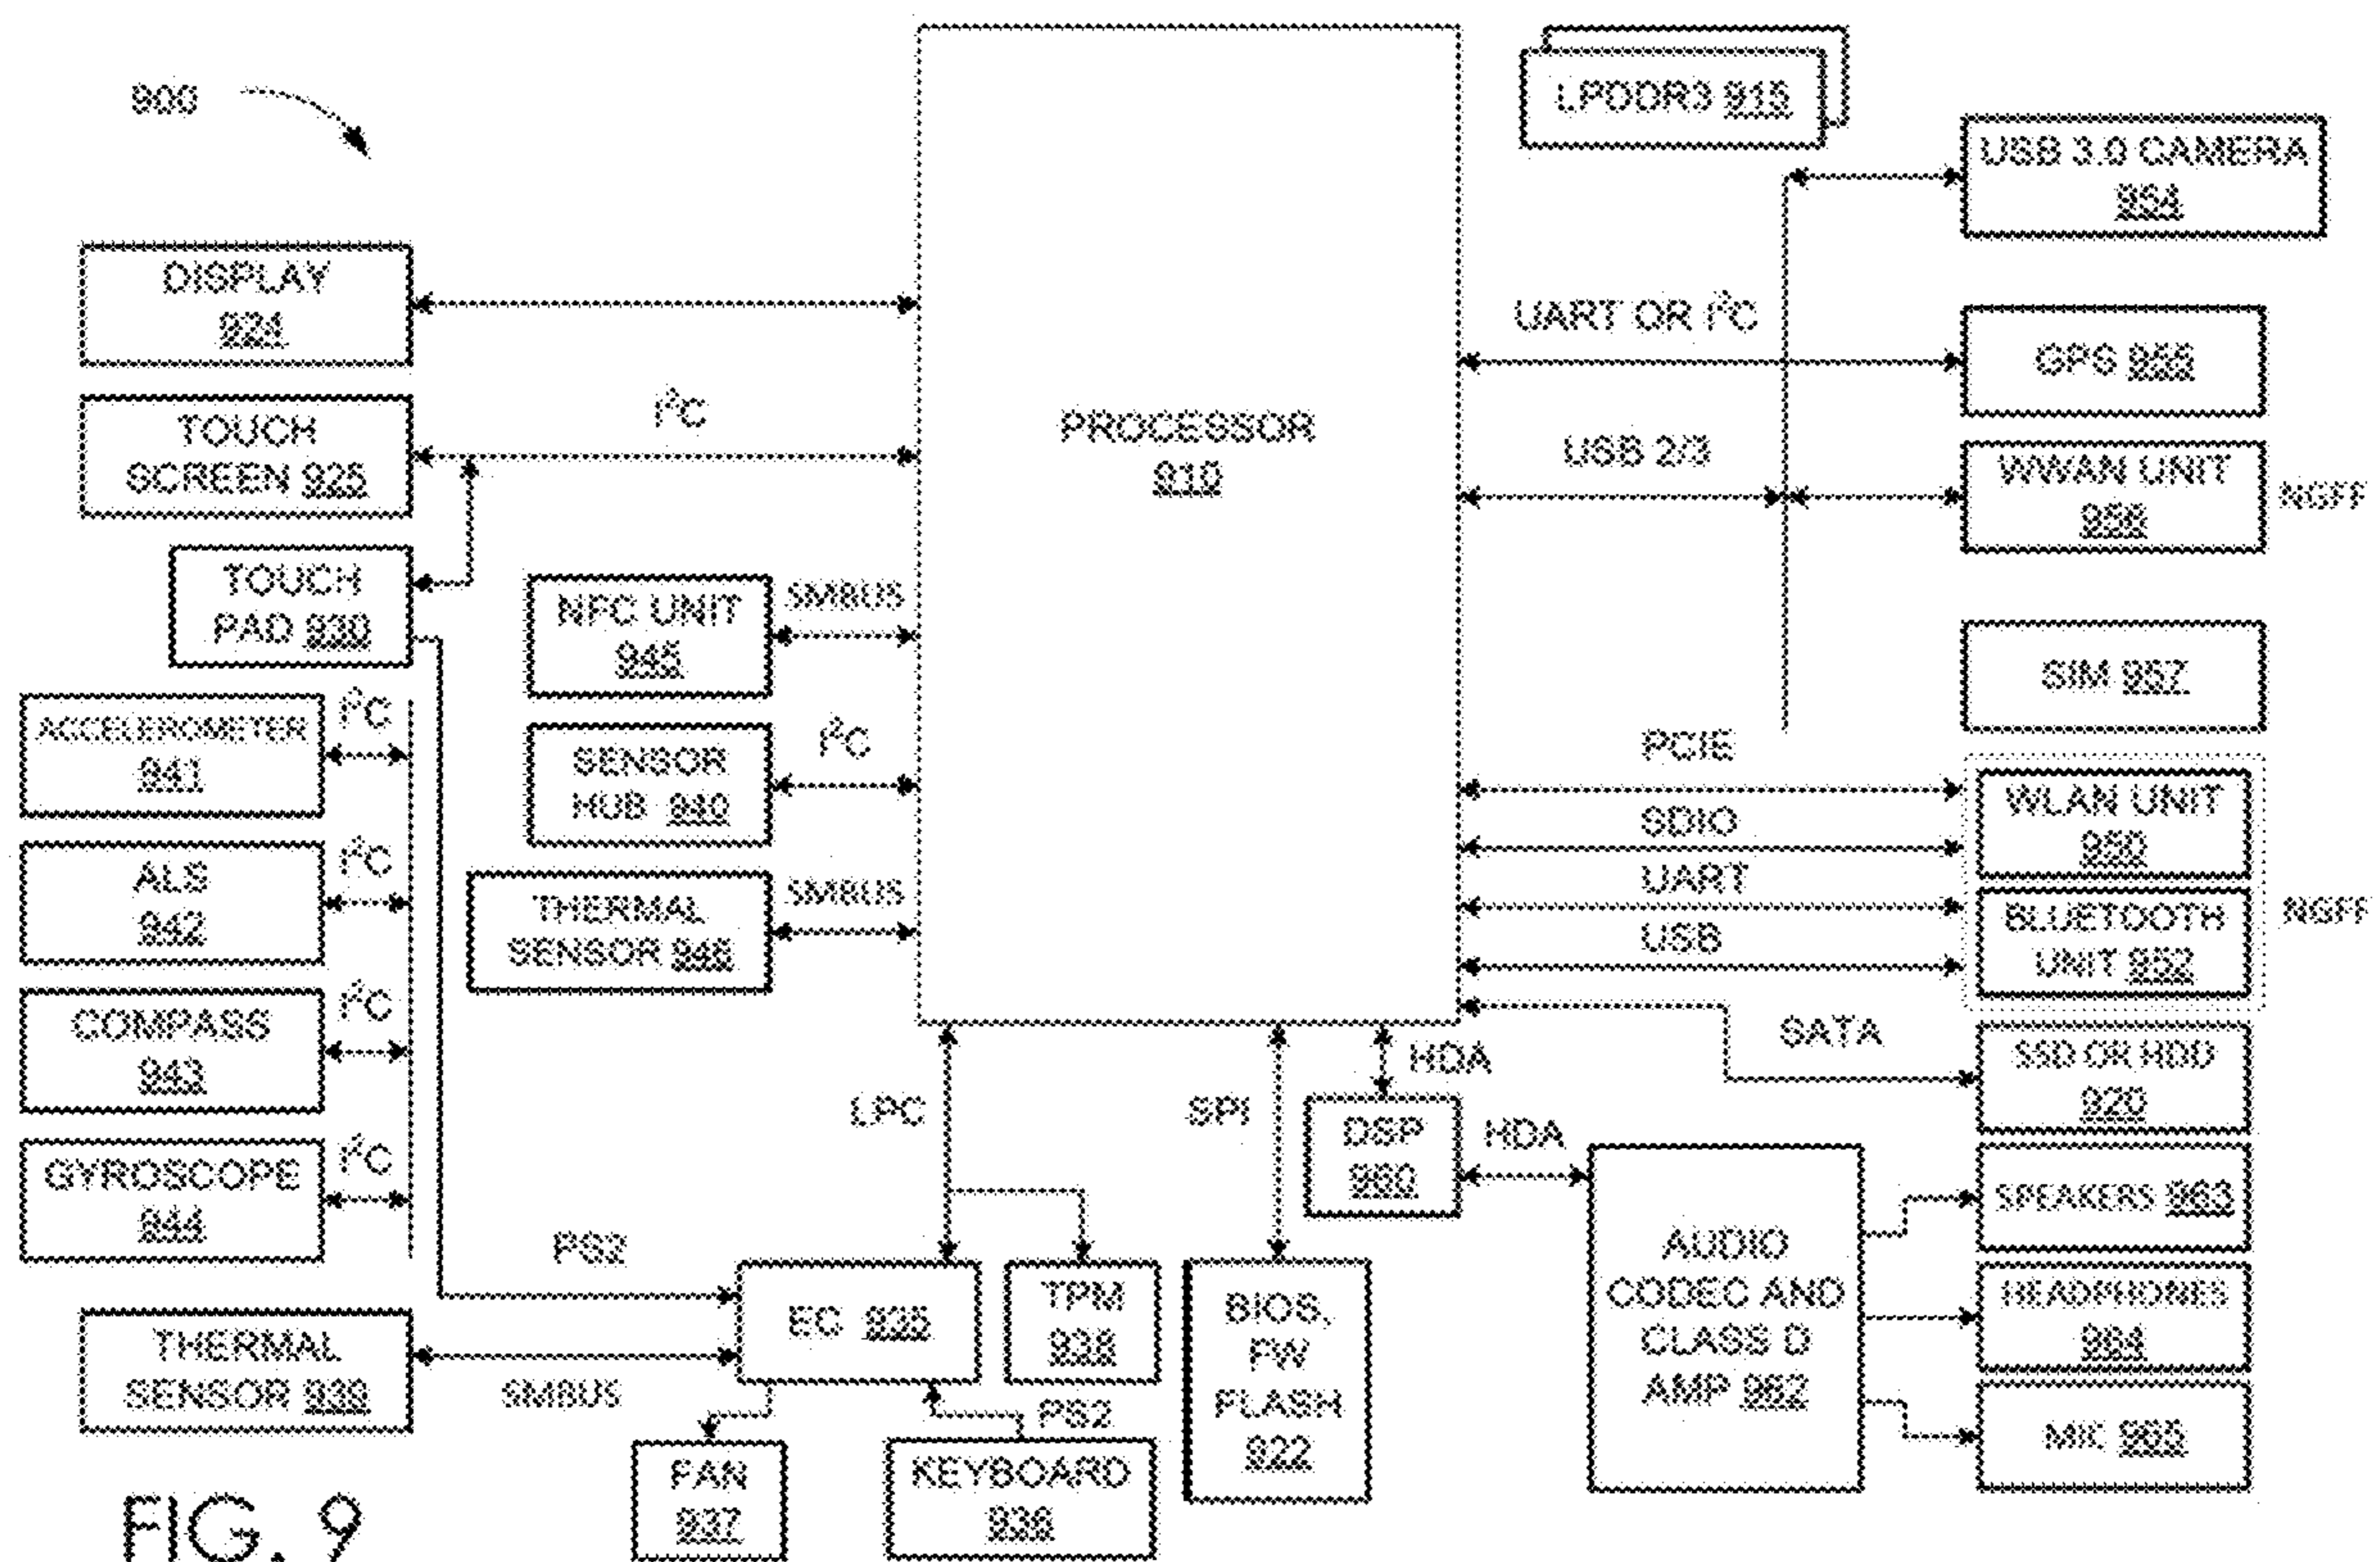 900
LPDDR3 915
USB 3.0 CAMERA
954
DISPLAY
924
UART OR I²C
GPS 955
TOUCH
SCREEN 925
I²C
PROCESSOR
910
USB 2/3
WWAN UNIT
956
NGFF
TOUCH
PAD 930
NFC UNIT
945
SMBUS
SIM 957
ACCELEROMETER
941
I²C
SENSOR
HUB 940
I²C
PCIE
WLAN UNIT
950
SDIO
ALS
942
I²C
THERMAL
SENSOR 946
SMBUS
UART
BLUETOOTH
UNIT 952
NGFF
USB
COMPASS
943
I²C
SATA
SSD OR HDD
920
HDA
LPC
SPI
DSP
960
HDA
GYROSCOPE
944
I²C
SPEAKERS 963
PS2
AUDIO
CODEC AND
CLASS D
AMP 962
HEADPHONES
964
EC 935
TPM
938
BIOS,
FW
FLASH
922
THERMAL
SENSOR 939
SMBUS
PS2
MIC 965
FAN
937
KEYBOARD
936
FIG. 9